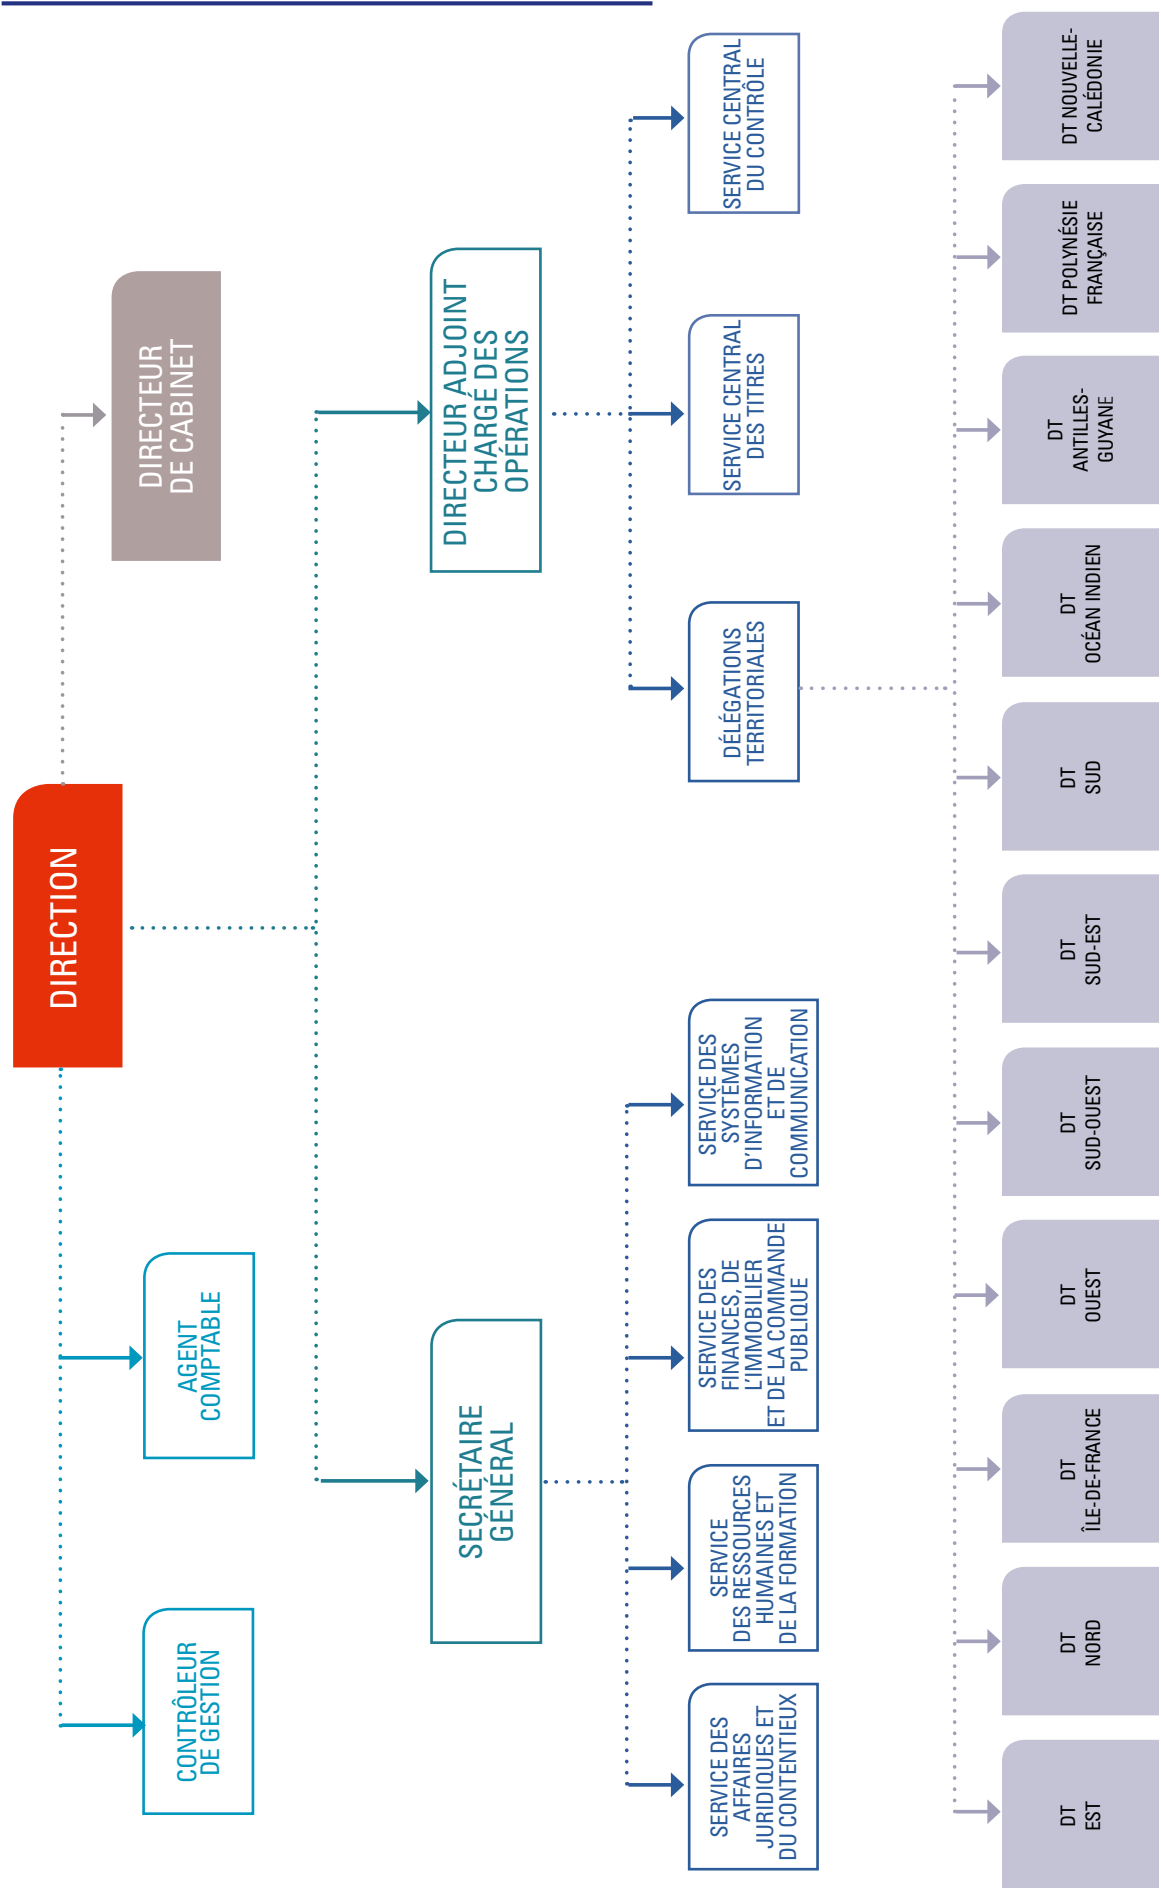 DIRECTION
DIRECTEUR
DE CABINET
CONTRÔLEUR
DE GESTION
AGENT
COMPTABLE
SECRÉTAIRE
GÉNÉRAL
DIRECTEUR ADJOINT
CHARGÉ DES
OPÉRATIONS
SERVICE DES
AFFAIRES
JURIDIQUES ET
DU CONTENTIEUX
SERVICE
DES RESSOURCES
HUMAINES ET
DE LA FORMATION
SERVICE DES
FINANCES, DE
L'IMMOBILIER
ET DE LA COMMANDE
PUBLIQUE
SERVICE DES
SYSTÈMES
D'INFORMATION
ET DE
COMMUNICATION
DÉLÉGATIONS
TERRITORIALES
SERVICE CENTRAL
DES TITRES
SERVICE CENTRAL
DU CONTRÔLE
DT
EST
DT
NORD
DT
ÎLE-DE-FRANCE
DT
OUEST
DT
SUD-OUEST
DT
SUD-EST
DT
SUD
DT
OCÉAN INDIEN
DT
ANTILLES-
GUYANE
DT POLYNÉSIE
FRANÇAISE
DT NOUVELLE-
CALÉDONIE